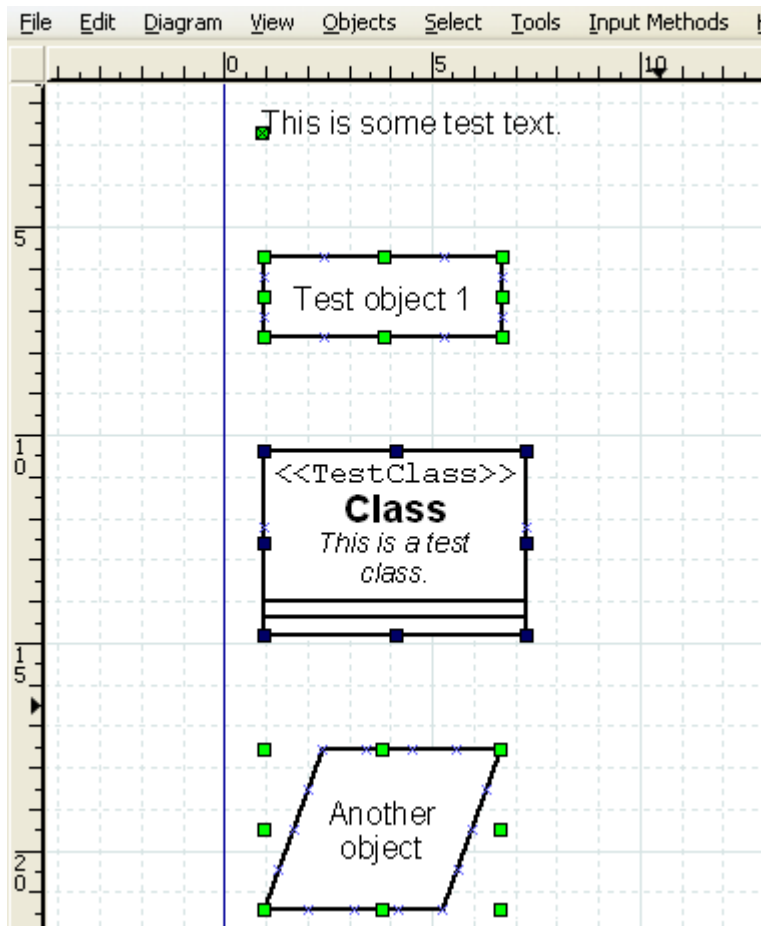 File Edit Diagram View Objects Select Tools Input Methods
0 5 10
This is some test text.
5
Test object 1
10
<<TestClass>>
Class
This is a test
class.
15
Another
object
20